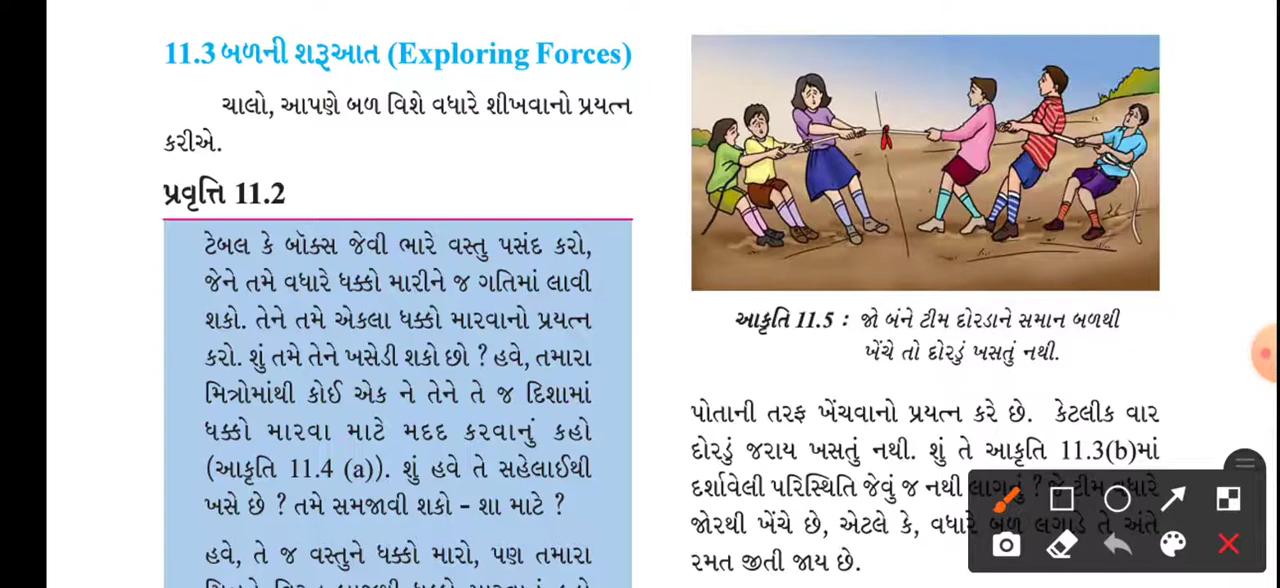 11.3 બળની શરૂઆત (Exploring Forces)
ચાલો, આપણે બળ વિશે વધારે શીખવાનો પ્રયત્ન
કરીએ.
પ્રવૃત્તિ 11.2
ટેબલ કે બૉક્સ જેવી ભારે વસ્તુ પસંદ કરો,
જેને તમે વધારે ધક્કો મારીને જ ગતિમાં લાવી
શકો. તેને તમે એકલા ધક્કો મારવાનો પ્રયત્ન
કરો. શું તમે તેને ખસેડી શકો છો ? હવે, તમારા
મિત્રોમાંથી કોઈ એક ને તેને તે જ દિશામાં
ધક્કો મારવા માટે મદદ કરવાનું કહો
(આકૃતિ 11.4 (a)). શું હવે તે સહેલાઈથી
ખસે છે ? તમે સમજાવી શકો - શા માટે ?
હવે, તે જ વસ્તુને ધક્કો મારો, પણ તમારા
આકૃતિ 11.5 : જો બંને ટીમ દોરડાને સમાન બળથી
ખેંચે તો દોરડું ખસતું નથી.
પોતાની તરફ ખેંચવાનો પ્રયત્ન કરે છે. કેટલીક વાર
દોરડું જરાય ખસતું નથી. શું તે આકૃતિ 11.3(b)માં
દર્શાવેલી પરિસ્થિતિ જેવું જ નથી લાગતું ? જે ટીમ વધારે
જોરથી ખેંચે છે, એટલે કે, વધારે બળ લગાડે તે અંતે
રમત જીતી જાય છે.